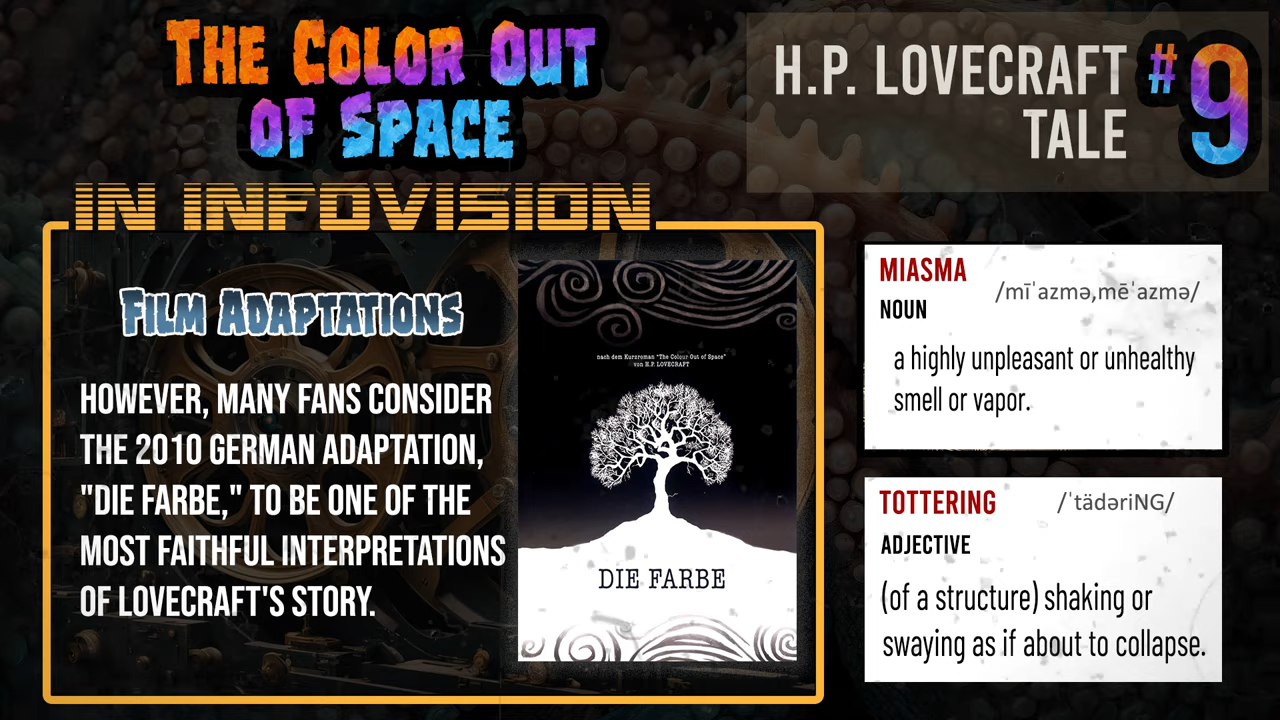 THE COLOR OUT
OF SPACE
H.P. LOVECRAFT
TALE
#9
IN INFOVISION
FILM ADAPTATIONS
HOWEVER, MANY FANS CONSIDER
THE 2010 GERMAN ADAPTATION,
"DIE FARBE," TO BE ONE OF THE
MOST FAITHFUL INTERPRETATIONS
OF LOVECRAFT'S STORY.
nach dem Kurzroman "The Colour Out of Space"
von H.P. LOVECRAFT
DIE FARBE
MIASMA
/mīˈazmə,mēˈazmə/
NOUN
a highly unpleasant or unhealthy
smell or vapor.
TOTTERING
/ˈtädəriNG/
ADJECTIVE
(of a structure) shaking or
swaying as if about to collapse.